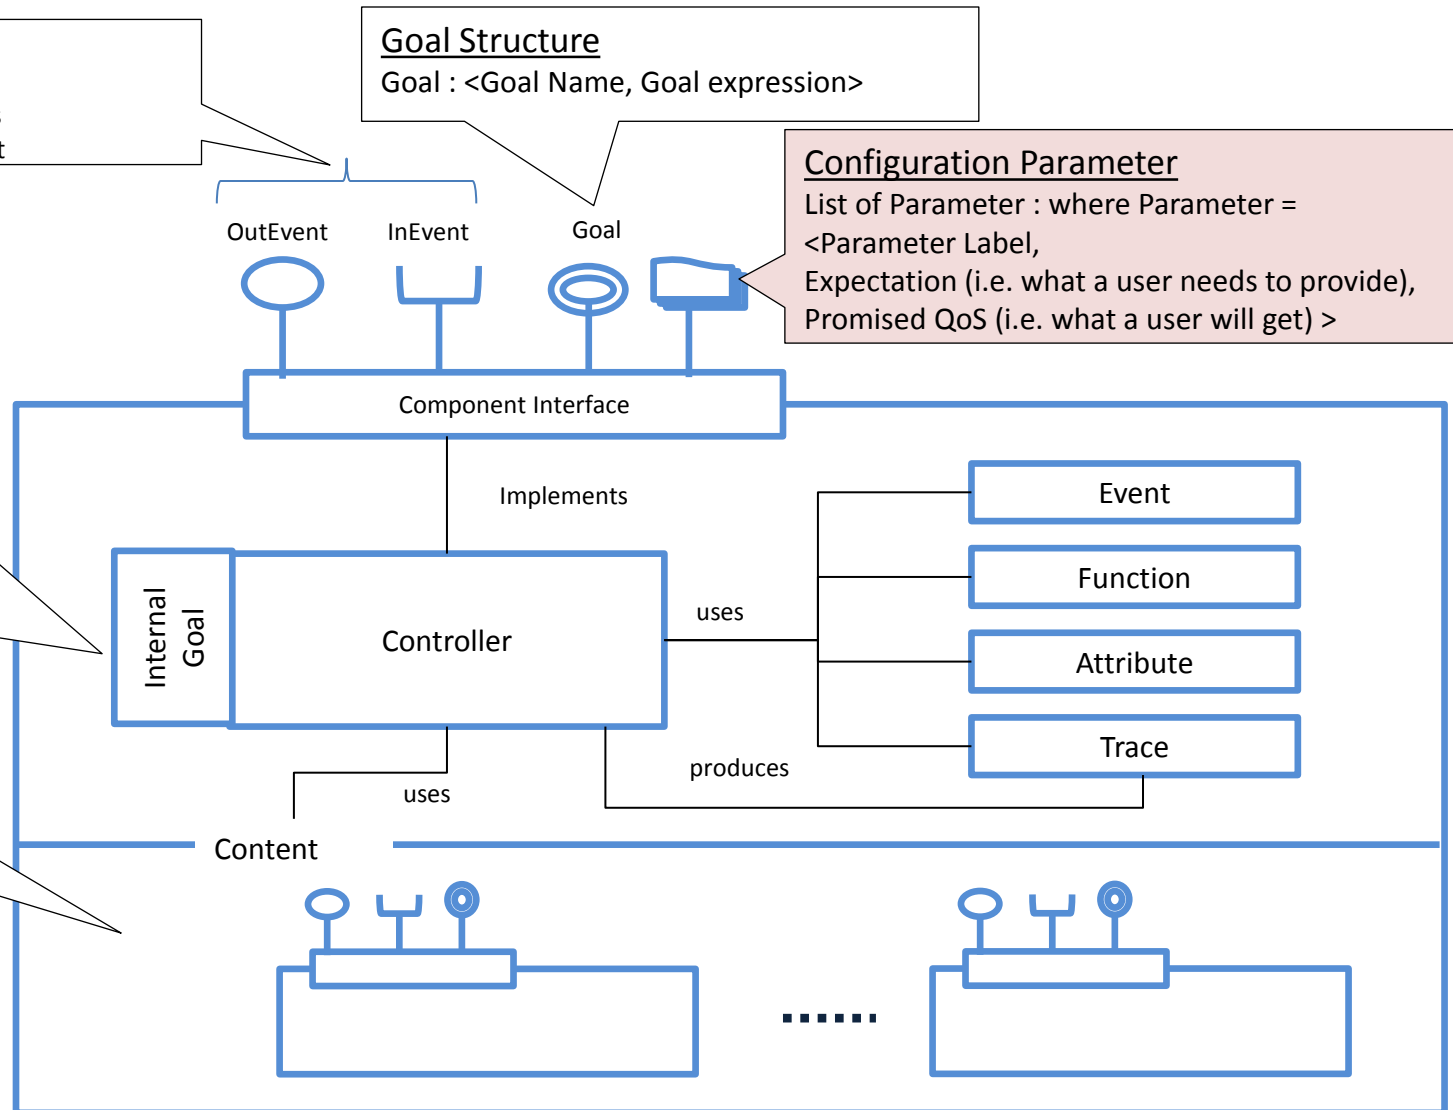 Goal Structure
Goal : <Goal Name, Goal expression>
s
t
Configuration Parameter
List of Parameter : where Parameter =
<Parameter Label,
Expectation (i.e. what a user needs to provide),
Promised QoS (i.e. what a user will get) >
OutEvent
InEvent
Goal
Component Interface
Implements
Event
Function
Attribute
Trace
uses
Internal
Goal
Controller
produces
uses
Content